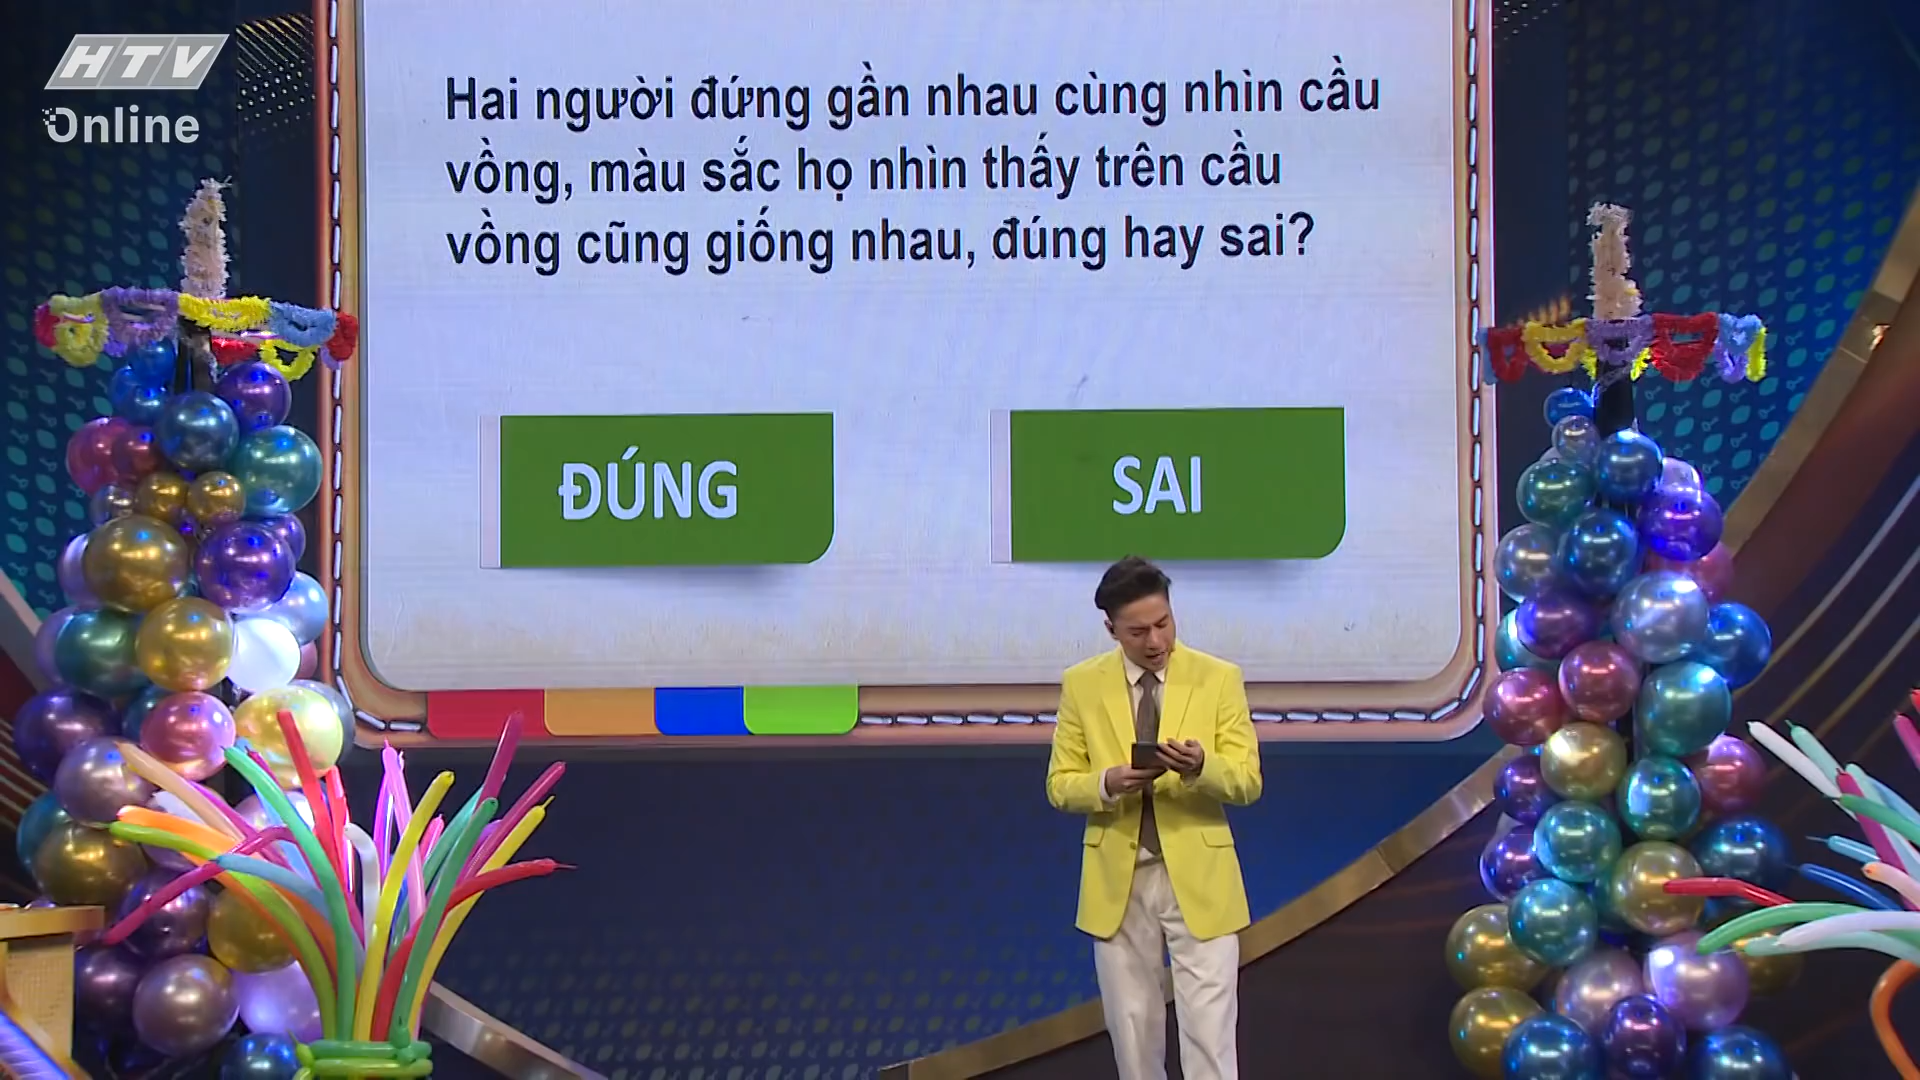 HTV
Online
Hai người đứng gần nhau cùng nhìn cầu
vồng, màu sắc họ nhìn thấy trên cầu
vồng cũng giống nhau, đúng hay sai?
ĐÚNG
SAI